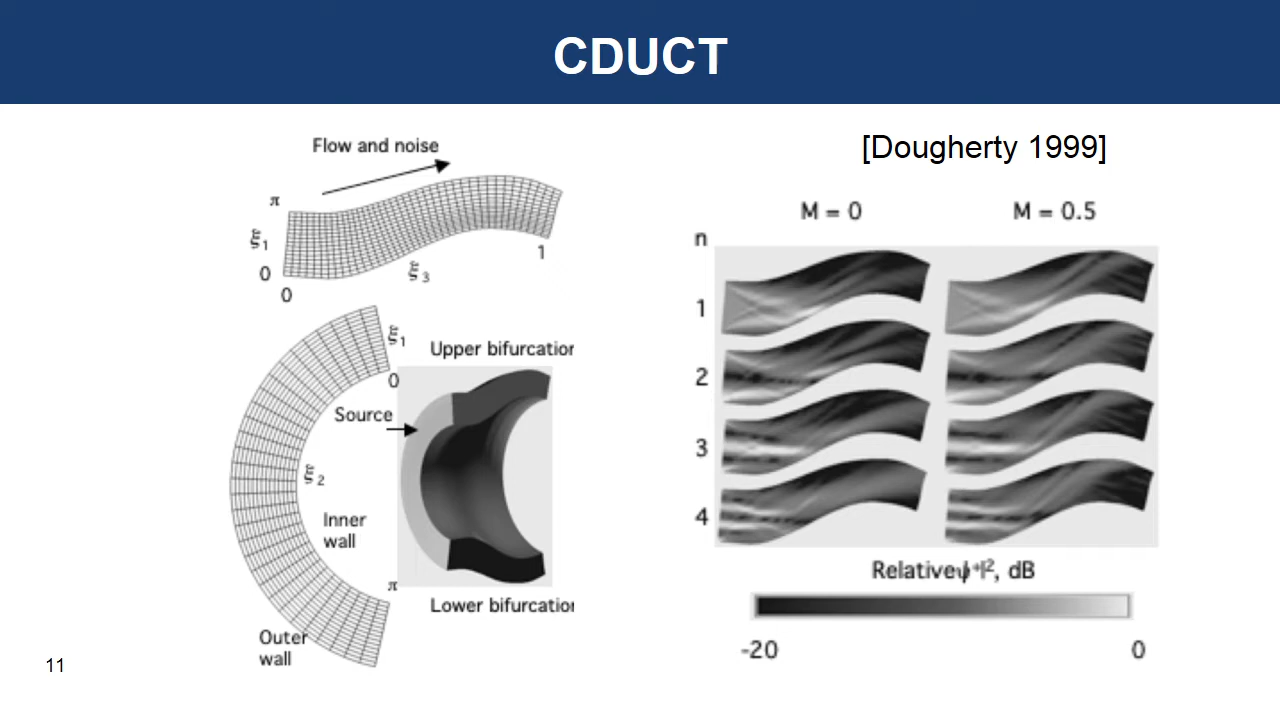 CDUCT
Flow and noise
π
ξ1
0
0
ξ3
1
ξ1
0
Upper bifurcation
Source
ξ2
Inner
wall
π
Lower bifurcation
Outer
wall
11
[Dougherty 1999]
M = 0
M = 0.5
n
1
2
3
4
Relative|ψ+|2, dB
-20
0